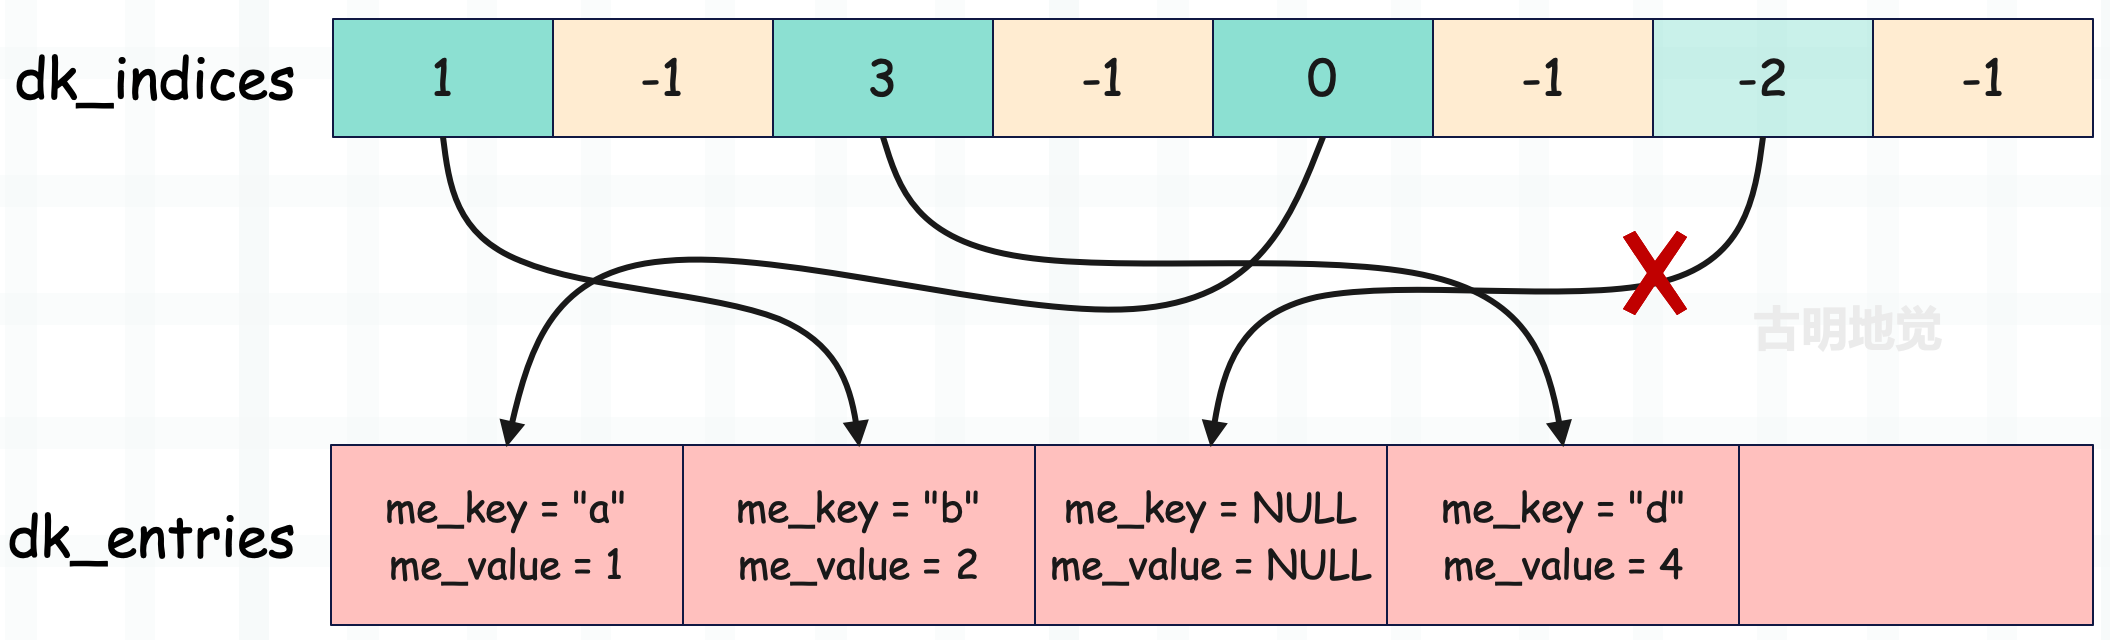 dk_indices 1 -1 3 -1 0 -1 -2 -1
古明地觉
dk_entries
me_key = "a"
me_value = 1
me_key = "b"
me_value = 2
me_key = NULL
me_value = NULL
me_key = "d"
me_value = 4